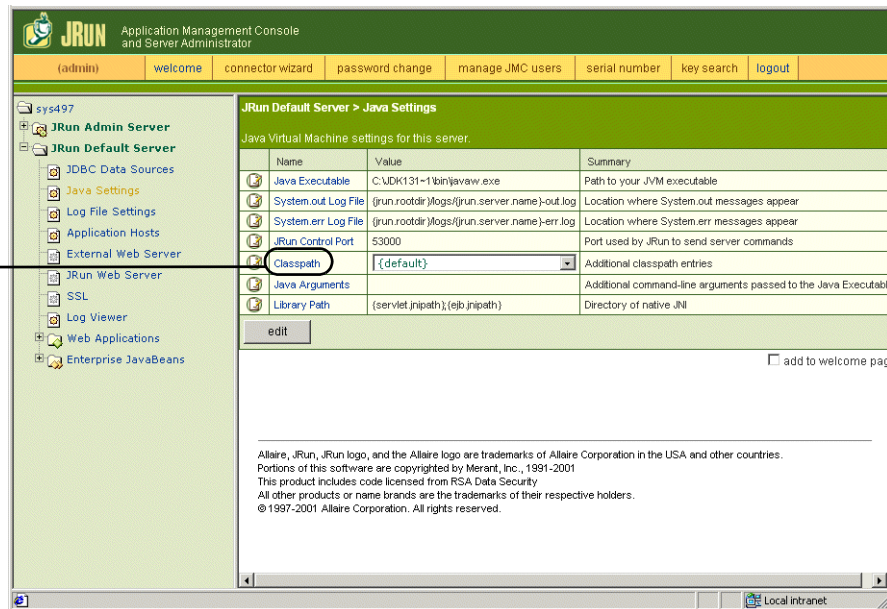 JRUN
Application Management Console
and Server Administrator
(admin) welcome connector wizard password change manage JMC users serial number key search logout
sys497
JRun Admin Server
JRun Default Server
JDBC Data Sources
Java Settings
Log File Settings
Application Hosts
External Web Server
JRun Web Server
SSL
Log Viewer
Web Applications
Enterprise JavaBeans
JRun Default Server > Java Settings
Java Virtual Machine settings for this server.
Name Value Summary
Java Executable C:\JDK131~1\bin\javaw.exe Path to your JVM executable
System.out Log File {jrun.rootdir}/logs/{jrun.server.name}-out.log Location where System.out messages appear
System.err Log File {jrun.rootdir}/logs/{jrun.server.name}-err.log Location where System.err messages appear
JRun Control Port 53000 Port used by JRun to send server commands
Classpath {default} Additional classpath entries
Java Arguments Additional command-line arguments passed to the Java Executabl
Library Path {servlet.jnipath};{ejb.jnipath} Directory of native JNI
edit
add to welcome pag
Allaire, JRun, JRun logo, and the Allaire logo are trademarks of Allaire Corporation in the USA and other countries.
Portions of this software are copyrighted by Merant, Inc., 1991-2001
This product includes code licensed from RSA Data Security
All other products or name brands are the trademarks of their respective holders.
©1997-2001 Allaire Corporation. All rights reserved.
Local intranet